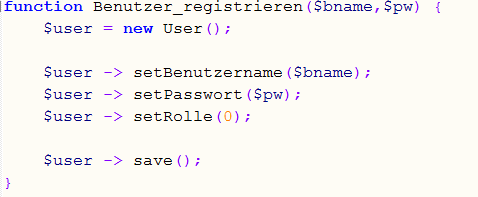 function Benutzer_registrieren($bname,$pw) {
$user = new User();
$user -> setBenutzername($bname);
$user -> setPasswort($pw);
$user -> setRolle(0);
$user -> save();
}